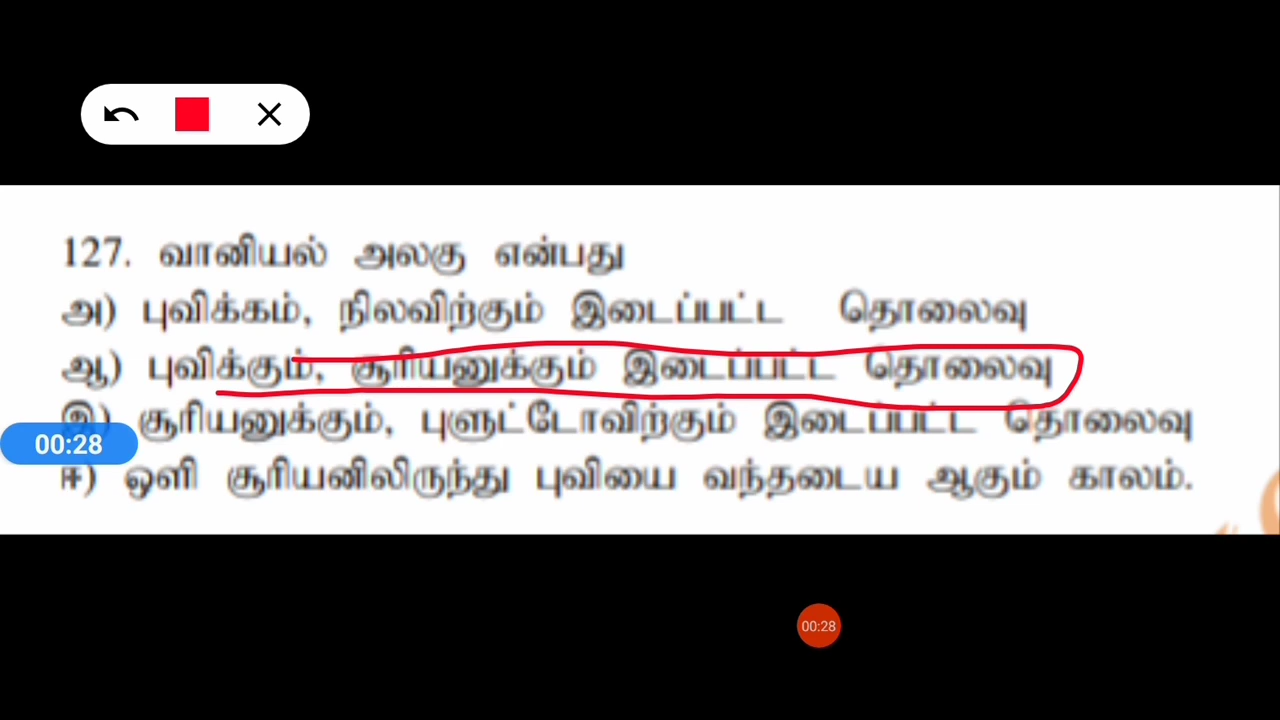 127. வானியல் அலகு என்பது
அ) புவிக்கம், நிலவிற்கும் இடைப்பட்ட தொலைவு
ஆ) புவிக்கும், சூரியனுக்கும் இடைப்பட்ட தொலைவு
இ) சூரியனுக்கும், புளுட்டோவிற்கும் இடைப்பட்ட தொலைவு
00:28
ஈ) ஒளி சூரியனிலிருந்து புவியை வந்தடைய ஆகும் காலம்.
00:28